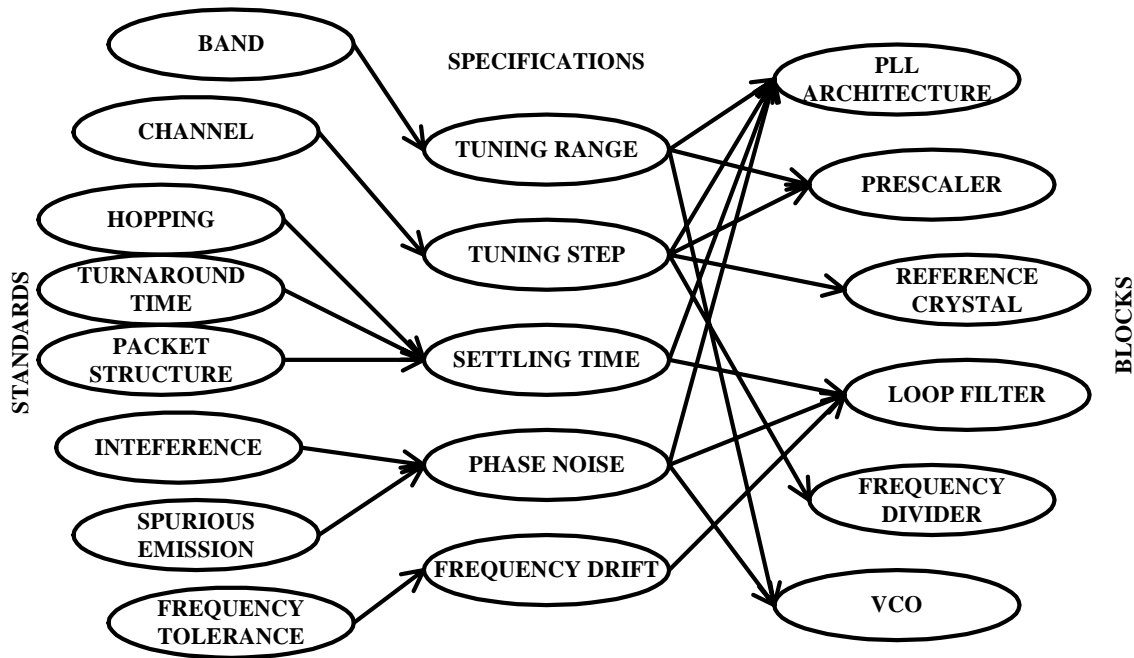 STANDARDS
BAND
CHANNEL
HOPPING
TURNAROUND
TIME
PACKET
STRUCTURE
INTEFERENCE
SPURIOUS
EMISSION
FREQUENCY
TOLERANCE
SPECIFICATIONS
TUNING RANGE
TUNING STEP
SETTLING TIME
PHASE NOISE
FREQUENCY DRIFT
PLL
ARCHITECTURE
PRESCALER
REFERENCE
CRYSTAL
LOOP FILTER
FREQUENCY
DIVIDER
VCO
BLOCKS